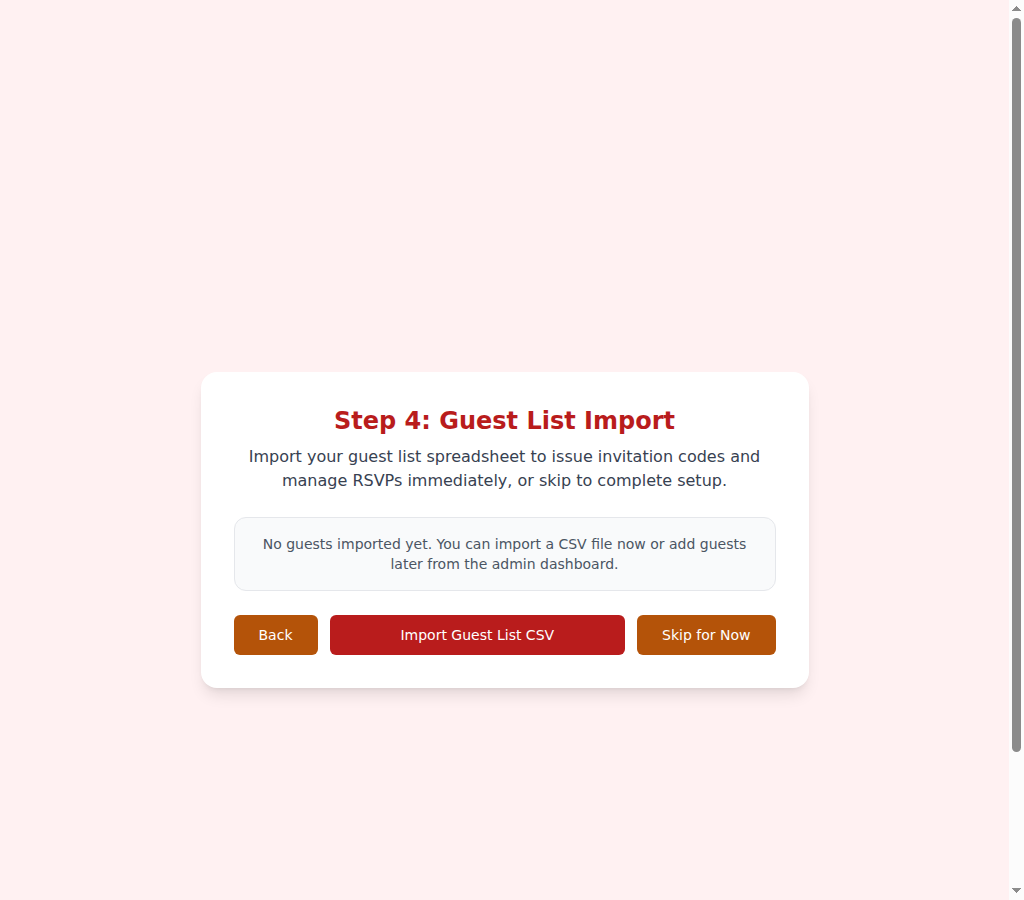 Step 4: Guest List Import
Import your guest list spreadsheet to issue invitation codes and
manage RSVPs immediately, or skip to complete setup.
No guests imported yet. You can import a CSV file now or add guests
later from the admin dashboard.
Back
Import Guest List CSV
Skip for Now